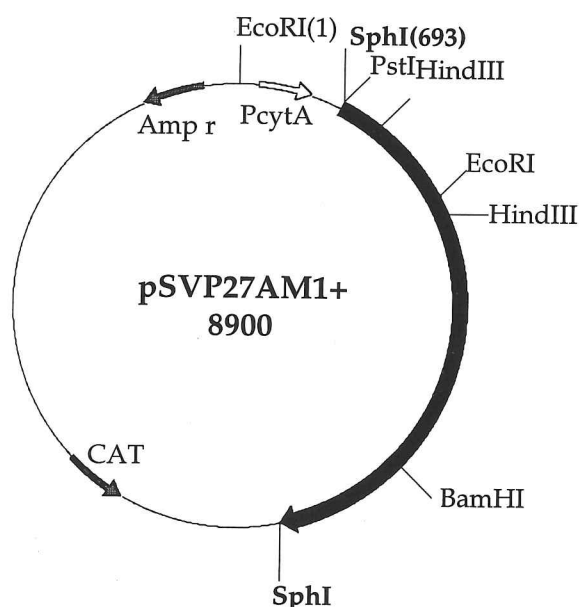 EcoRI(1)
SphI(693)
PstI
HindIII
PcytA
Amp r
EcoRI
HindIII
pSVP27AM1+
8900
CAT
BamHI
SphI